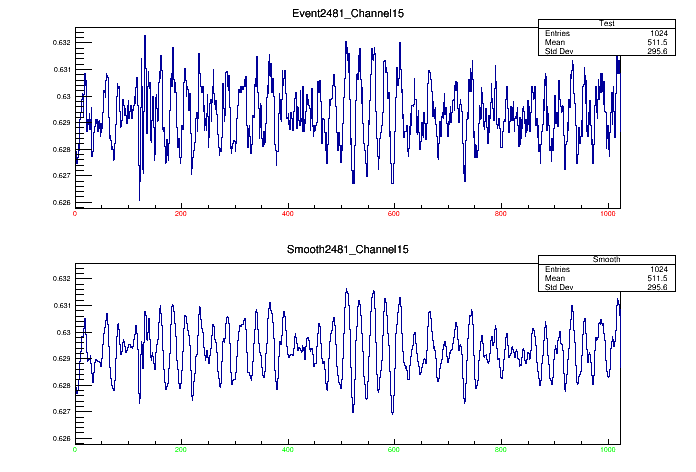 Event2481_Channel15
Test
Entries 1024
Mean 511.5
Std Dev 295.6
0.632
0.631
0.63
0.629
0.628
0.627
0.626
0 200 400 600 800 1000
Smooth2481_Channel15
Smooth
Entries 1024
Mean 511.5
Std Dev 295.6
0.632
0.631
0.63
0.629
0.628
0.627
0.626
0 200 400 600 800 1000